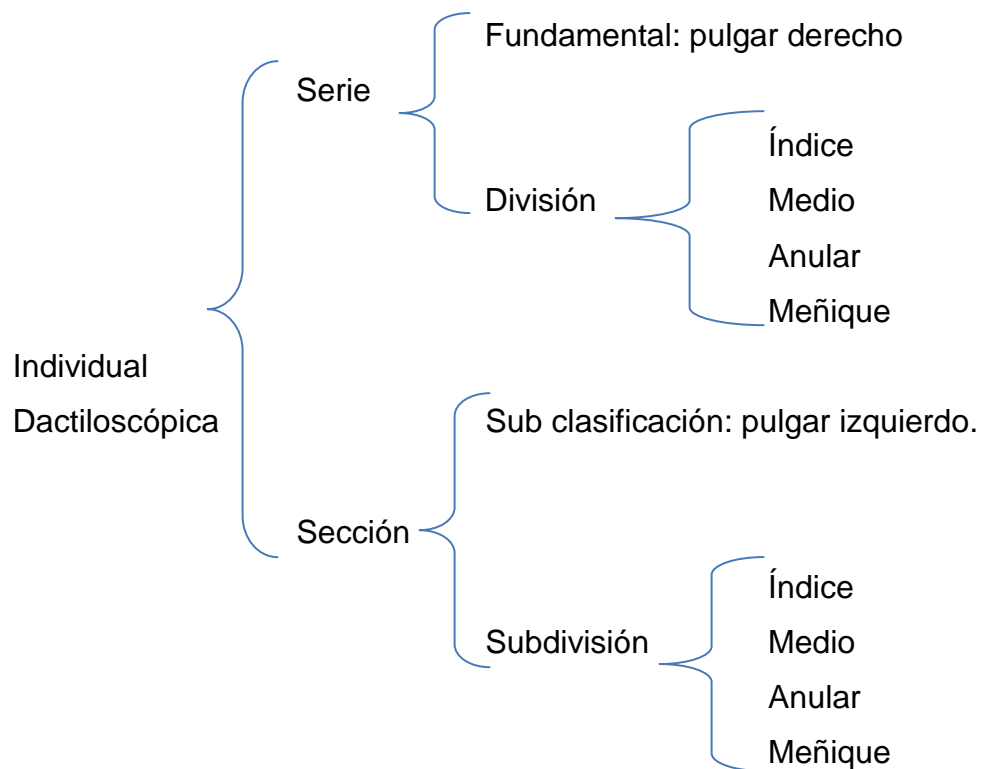 Fundamental: pulgar derecho
Serie
Índice
División
Medio
Anular
Meñique
Individual
Dactiloscópica
Sub clasificación: pulgar izquierdo.
Sección
Índice
Subdivisión
Medio
Anular
Meñique